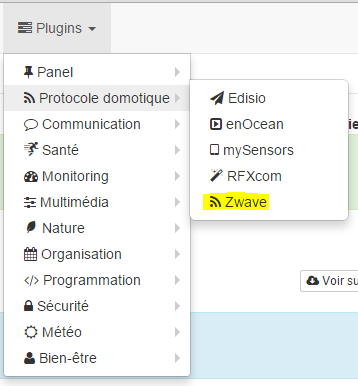 Plugins
Panel
Protocole domotique
Communication
Santé
Monitoring
Multimédia
Nature
Organisation
Programmation
Sécurité
Météo
Bien-être
Edisio
enOcean
mySensors
RFXcom
Zwave
ie
Voir su